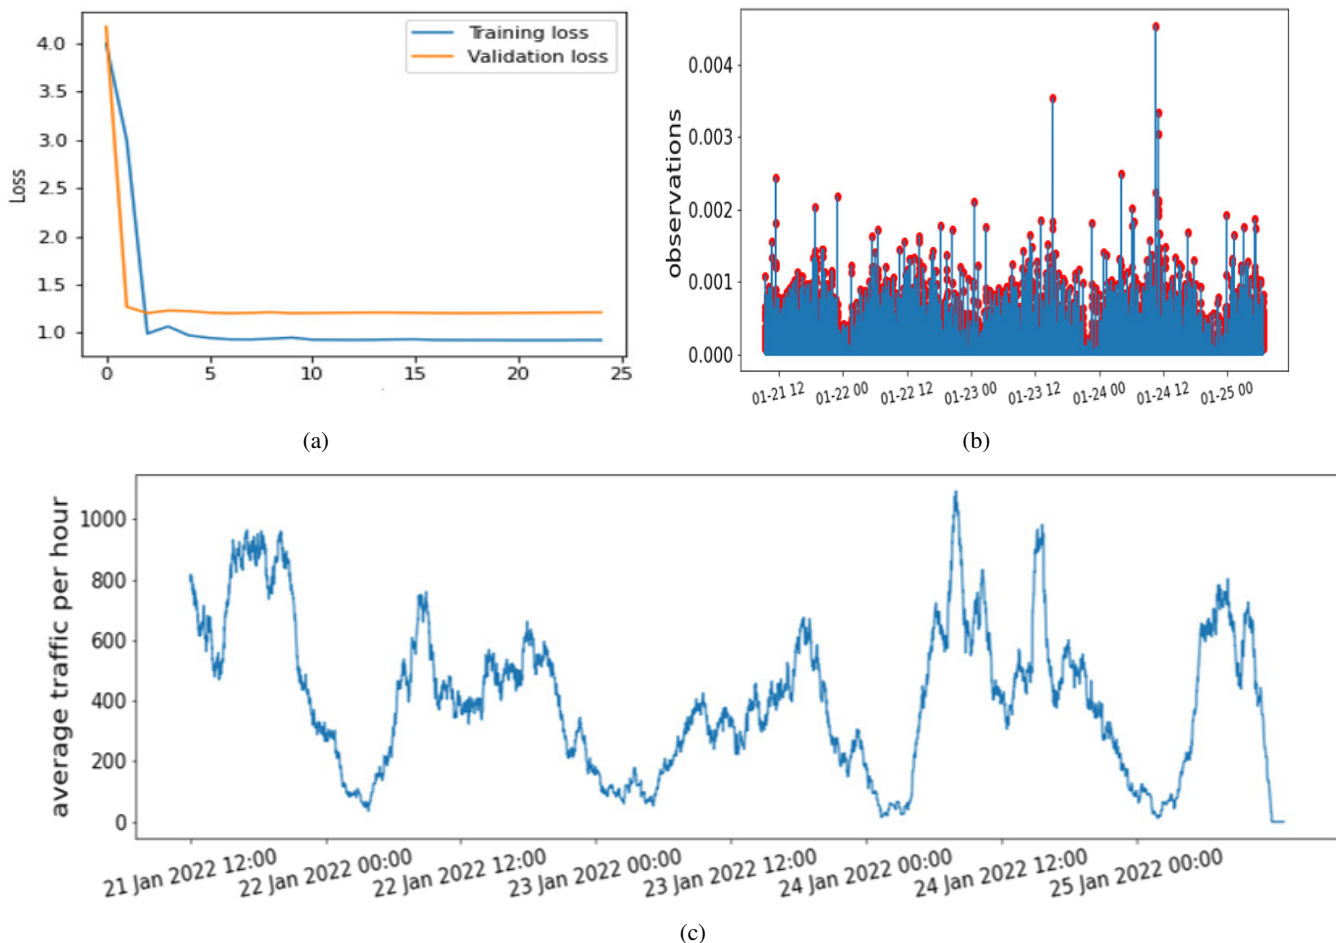 Training loss
Validation loss
4.0
3.5
3.0
2.5
2.0
1.5
1.0
Loss
0 5 10 15 20 25
(a)
0.004
0.003
0.002
0.001
0.000
observations
01-21 12 01-22 00 01-22 12 01-23 00 01-23 12 01-24 00 01-24 12 01-25 00
(b)
1000
800
600
400
200
0
average traffic per hour
21 Jan 2022 12:00 22 Jan 2022 00:00 22 Jan 2022 12:00 23 Jan 2022 00:00 23 Jan 2022 12:00 24 Jan 2022 00:00 24 Jan 2022 12:00 25 Jan 2022 00:00
(c)